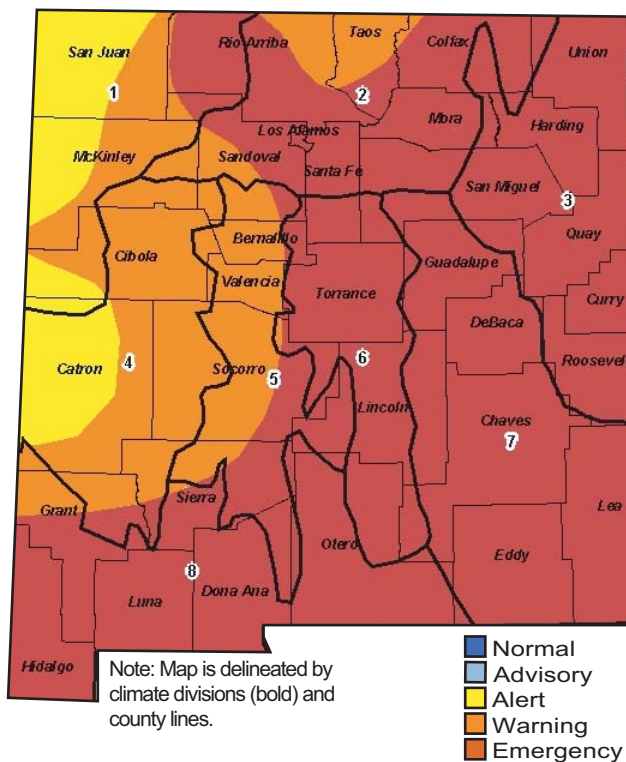 San Juan
Rio Arriba
Taos
Colfax
Union
1
2
Mora
Harding
Los Alamos
McKinley
Sandoval
Santa Fe
San Miguel
3
Quay
Bernalillo
Cibola
Guadalupe
Valencia
Torrance
Curry
DeBaca
Catron
4
Socorro
5
6
Roosevel
Lincoln
Chaves
7
Grant
Sierra
Lea
Otero
Eddy
8
Luna
Dona Ana
Hidalgo
Note: Map is delineated by
climate divisions (bold) and
county lines.
Normal
Advisory
Alert
Warning
Emergency